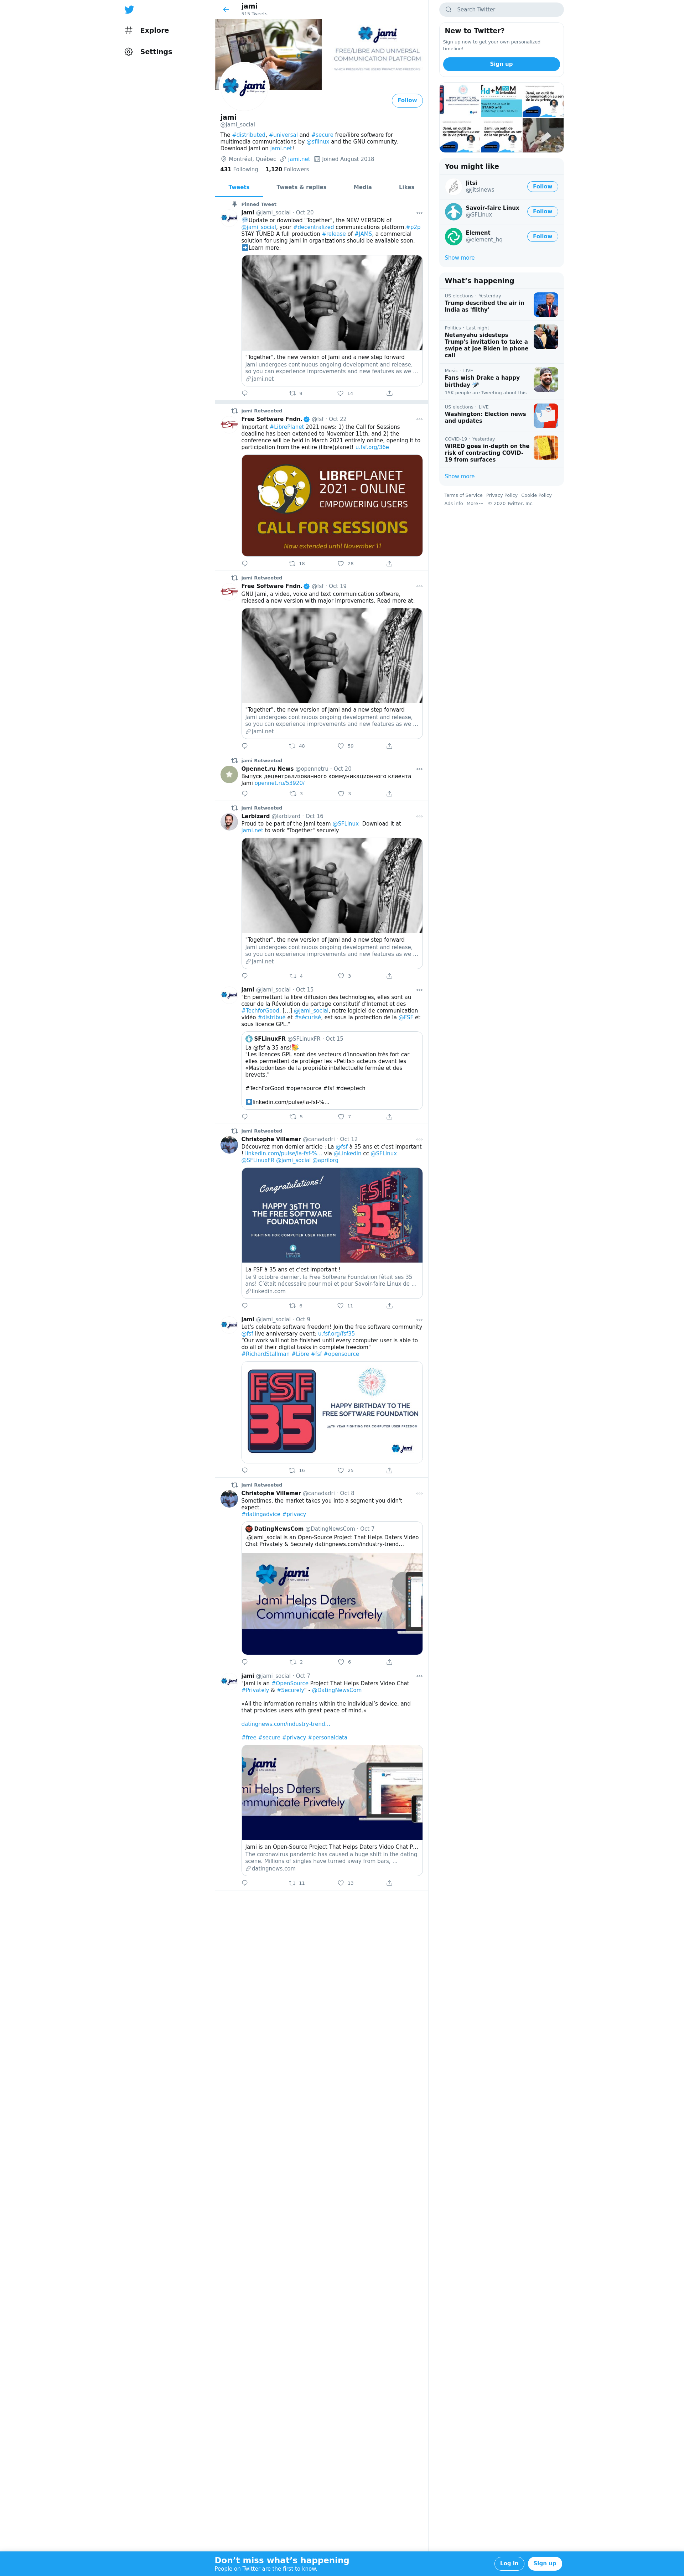 Explore
Settings
jami
515 Tweets
jami
FREE/LIBRE AND UNIVERSAL
COMMUNICATION PLATFORM
jami
Follow
jami
@jami_social
The #distributed, #universal and #secure free/libre software for
multimedia communications by @sflinux and the GNU community.
Download Jami on jami.net!
Montréal, Québec jami.net Joined August 2018
431 Following 1,120 Followers
Tweets Tweets & replies Media Likes
Pinned Tweet
Jami @jami_social · Oct 20
Update or download "Together", the NEW VERSION of
@jami_social, your #decentralized communications platform.#p2p
STAY TUNED A full production #release of #JAMS, a commercial
solution for using Jami in organizations should be available soon.
Learn more:
"Together", the new version of Jami and a new step forward
Jami undergoes continuous ongoing development and release,
so you can experience improvements and new features as we ...
jami.net
9 14
jami Retweeted
Free Software Fndn. @fsf · Oct 22
Important #LibrePlanet 2021 news: 1) the Call for Sessions
deadline has been extended to November 11th, and 2) the
conference will be held in March 2021 entirely online, opening it to
participation from the entire (libre)planet! u.fsf.org/36e
LIBREPLANET
2021 - ONLINE
EMPOWERING USERS
CALL FOR SESSIONS
Now extended until November 11!
18 28
jami Retweeted
Free Software Fndn. @fsf · Oct 19
GNU Jami, a video, voice and text communication software,
released a new version with major improvements. Read more at:
"Together", the new version of Jami and a new step forward
Jami undergoes continuous ongoing development and release,
so you can experience improvements and new features as we ...
jami.net
48 59
jami Retweeted
Opennet.ru News @opennetru · Oct 20
Выпуск децентрализованного коммуникационного клиента
Jami opennet.ru/53920/
3 3
jami Retweeted
Larbizard @larbizard · Oct 16
Proud to be part of the Jami team @SFLinux Download it at
jami.net to work "Together" securely
"Together", the new version of Jami and a new step forward
Jami undergoes continuous ongoing development and release,
so you can experience improvements and new features as we ...
jami.net
4 3
jami @jami_social · Oct 15
"En permettant la libre diffusion des technologies, elles sont au
cœur de la Révolution du partage constitutif d'Internet et des
#TechforGood, [...] @jami_social, notre logiciel de communication
vidéo #distribué et #sécurisé, est sous la protection de la @FSF et
sous licence GPL."
SFLinuxFR @SFLinuxFR · Oct 15
La @fsf a 35 ans!
"Les licences GPL sont des vecteurs d'innovation très fort car
elles permettent de protéger les «Petits» acteurs devant les
«Mastodontes» de la propriété intellectuelle fermée et des
brevets."
#TechForGood #opensource #fsf #deeptech
linkedin.com/pulse/la-fsf-%...
5 7
jami Retweeted
Christophe Villemer @canadadri · Oct 12
Découvrez mon dernier article : La @fsf à 35 ans et c'est important
! linkedin.com/pulse/la-fsf-%... via @LinkedIn cc @SFLinux
@SFLinuxFR @jami_social @aprilorg
Congratulations!
HAPPY 35TH TO
THE FREE SOFTWARE
FOUNDATION
FIGHTING FOR COMPUTER USER FREEDOM
FSF
35
La FSF à 35 ans et c'est important !
Le 9 octobre dernier, la Free Software Foundation fêtait ses 35
ans! C'était nécessaire pour moi et pour Savoir-faire Linux de ...
linkedin.com
6 11
jami @jami_social · Oct 9
Let's celebrate software freedom! Join the free software community
@fsf live anniversary event: u.fsf.org/fsf35
"Our work will not be finished until every computer user is able to
do all of their digital tasks in complete freedom"
#RichardStallman #Libre #fsf #opensource
FSF
35
HAPPY BIRTHDAY TO THE
FREE SOFTWARE FOUNDATION
35TH YEAR FIGHTING FOR COMPUTER USER FREEDOM
jami
16 25
jami Retweeted
Christophe Villemer @canadadri · Oct 8
Sometimes, the market takes you into a segment you didn't
expect.
#datingadvice #privacy
DatingNewsCom @DatingNewsCom · Oct 7
.@jami_social is an Open-Source Project That Helps Daters Video
Chat Privately & Securely datingnews.com/industry-trend...
jami
Jami Helps Daters
Communicate Privately
2 6
jami @jami_social · Oct 7
"Jami is an #OpenSource Project That Helps Daters Video Chat
#Privately & #Securely" - @DatingNewsCom
«All the information remains within the individual's device, and
that provides users with great peace of mind.»
datingnews.com/industry-trend...
#free #secure #privacy #personaldata
jami
jami
mi Helps Daters
ommunicate Privately
Jami is an Open-Source Project That Helps Daters Video Chat P...
The coronavirus pandemic has caused a huge shift in the dating
scene. Millions of singles have turned away from bars, ...
datingnews.com
11 13
Search Twitter
New to Twitter?
Sign up now to get your own personalized
timeline!
Sign up
You might like
Jitsi
@jitsinews
Follow
Savoir-faire Linux
@SFLinux
Follow
Element
@element_hq
Follow
Show more
What's happening
US elections · Yesterday
Trump described the air in
India as 'filthy'
Politics · Last night
Netanyahu sidesteps
Trump's invitation to take a
swipe at Joe Biden in phone
call
Music · LIVE
Fans wish Drake a happy
birthday
15K people are Tweeting about this
US elections · LIVE
Washington: Election news
and updates
COVID-19 · Yesterday
WIRED goes in-depth on the
risk of contracting COVID-
19 from surfaces
Show more
Terms of Service Privacy Policy Cookie Policy
Ads info More © 2020 Twitter, Inc.
Don't miss what's happening
People on Twitter are the first to know.
Log in Sign up